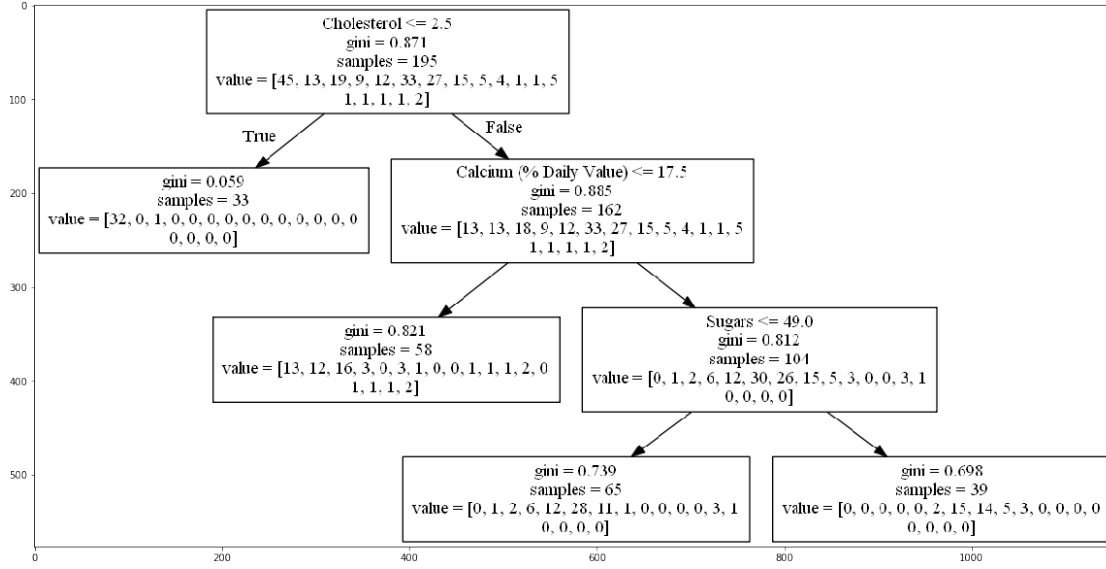 0
100
200
300
400
500
0
200
400
600
800
1000
Cholesterol <= 2.5
gini = 0.871
samples = 195
value = [45, 13, 19, 9, 12, 33, 27, 15, 5, 4, 1, 1, 5
1, 1, 1, 1, 2]
True
False
gini = 0.059
samples = 33
value = [32, 0, 1, 0, 0, 0, 0, 0, 0, 0, 0, 0, 0, 0
0, 0, 0, 0]
Calcium (% Daily Value) <= 17.5
gini = 0.885
samples = 162
value = [13, 13, 18, 9, 12, 33, 27, 15, 5, 4, 1, 1, 5
1, 1, 1, 1, 2]
gini = 0.821
samples = 58
value = [13, 12, 16, 3, 0, 3, 1, 0, 0, 1, 1, 1, 2, 0
1, 1, 1, 2]
Sugars <= 49.0
gini = 0.812
samples = 104
value = [0, 1, 2, 6, 12, 30, 26, 15, 5, 3, 0, 0, 3, 1
0, 0, 0, 0]
gini = 0.739
samples = 65
value = [0, 1, 2, 6, 12, 28, 11, 1, 0, 0, 0, 0, 3, 1
0, 0, 0, 0]
gini = 0.698
samples = 39
value = [0, 0, 0, 0, 0, 2, 15, 14, 5, 3, 0, 0, 0, 0
0, 0, 0, 0]